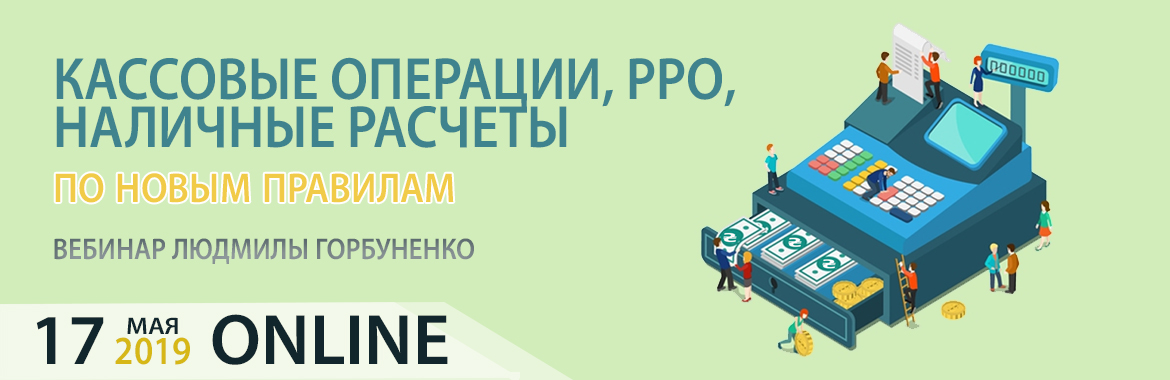 КАССОВЫЕ ОПЕРАЦИИ, РРО,
НАЛИЧНЫЕ РАСЧЕТЫ
ПО НОВЫМ ПРАВИЛАМ
ВЕБИНАР ЛЮДМИЛЫ ГОРБУНЕНКО
17 МАЯ 2019 ONLINE